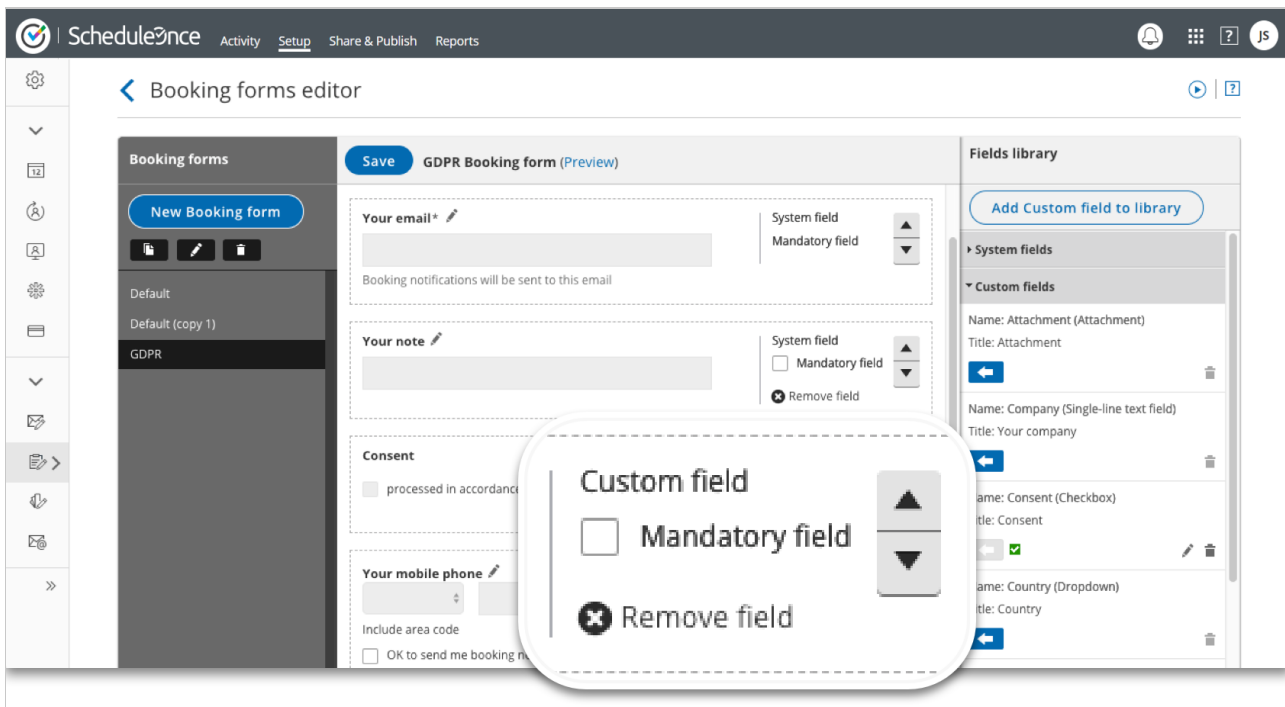 ScheduleOnce Activity Setup Share & Publish Reports
? JS
Booking forms editor
?
12
Booking forms
New Booking form
Default
Default (copy 1)
GDPR
Save GDPR Booking form (Preview)
Your email*
System field
Mandatory field
Booking notifications will be sent to this email
Your note
System field
Mandatory field
Remove field
Consent
processed in accordance
Your mobile phone
Include area code
OK to send me booking
Custom field
Mandatory field
Remove field
Fields library
Add Custom field to library
System fields
Custom fields
Name: Attachment (Attachment)
Title: Attachment
Name: Company (Single-line text field)
Title: Your company
ame: Consent (Checkbox)
itle: Consent
ame: Country (Dropdown)
itle: Country